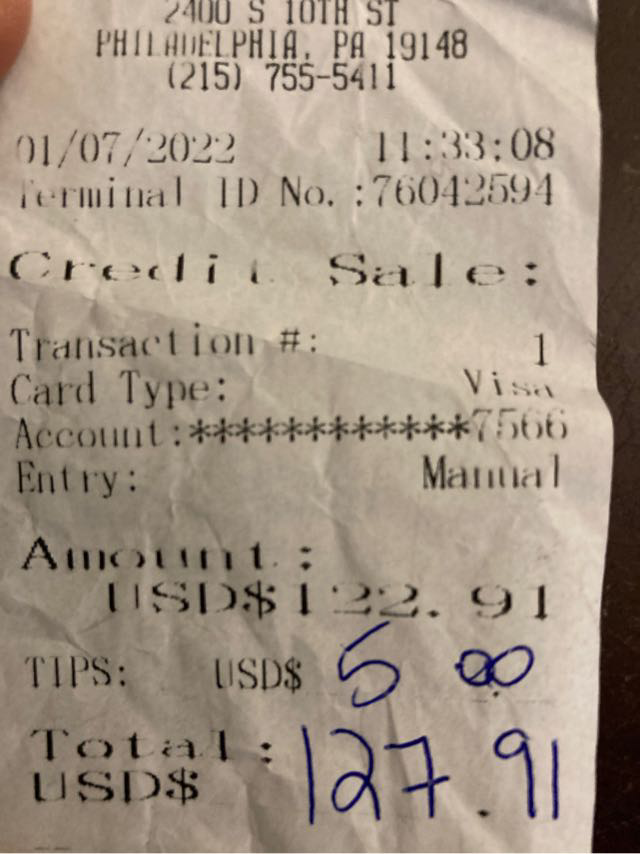 2400 S 10TH ST
PHILADELPHIA, PA 19148
(215) 755-5411
01/07/2022 11:33:08
Terminal ID No.:76042594
Credit Sale:
Transaction #: 1
Card Type: Visa
Account:************7566
Entry: Manual
Amount:
USD$122.91
TIPS: USD$ 5 00
Total:
USD$ 127.91